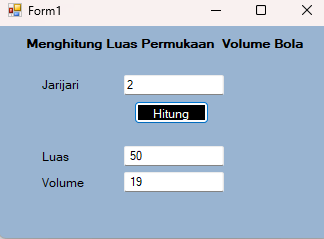 Form1
Menghitung Luas Permukaan Volume Bola
Jarijari 2
Hitung
Luas 50
Volume 19